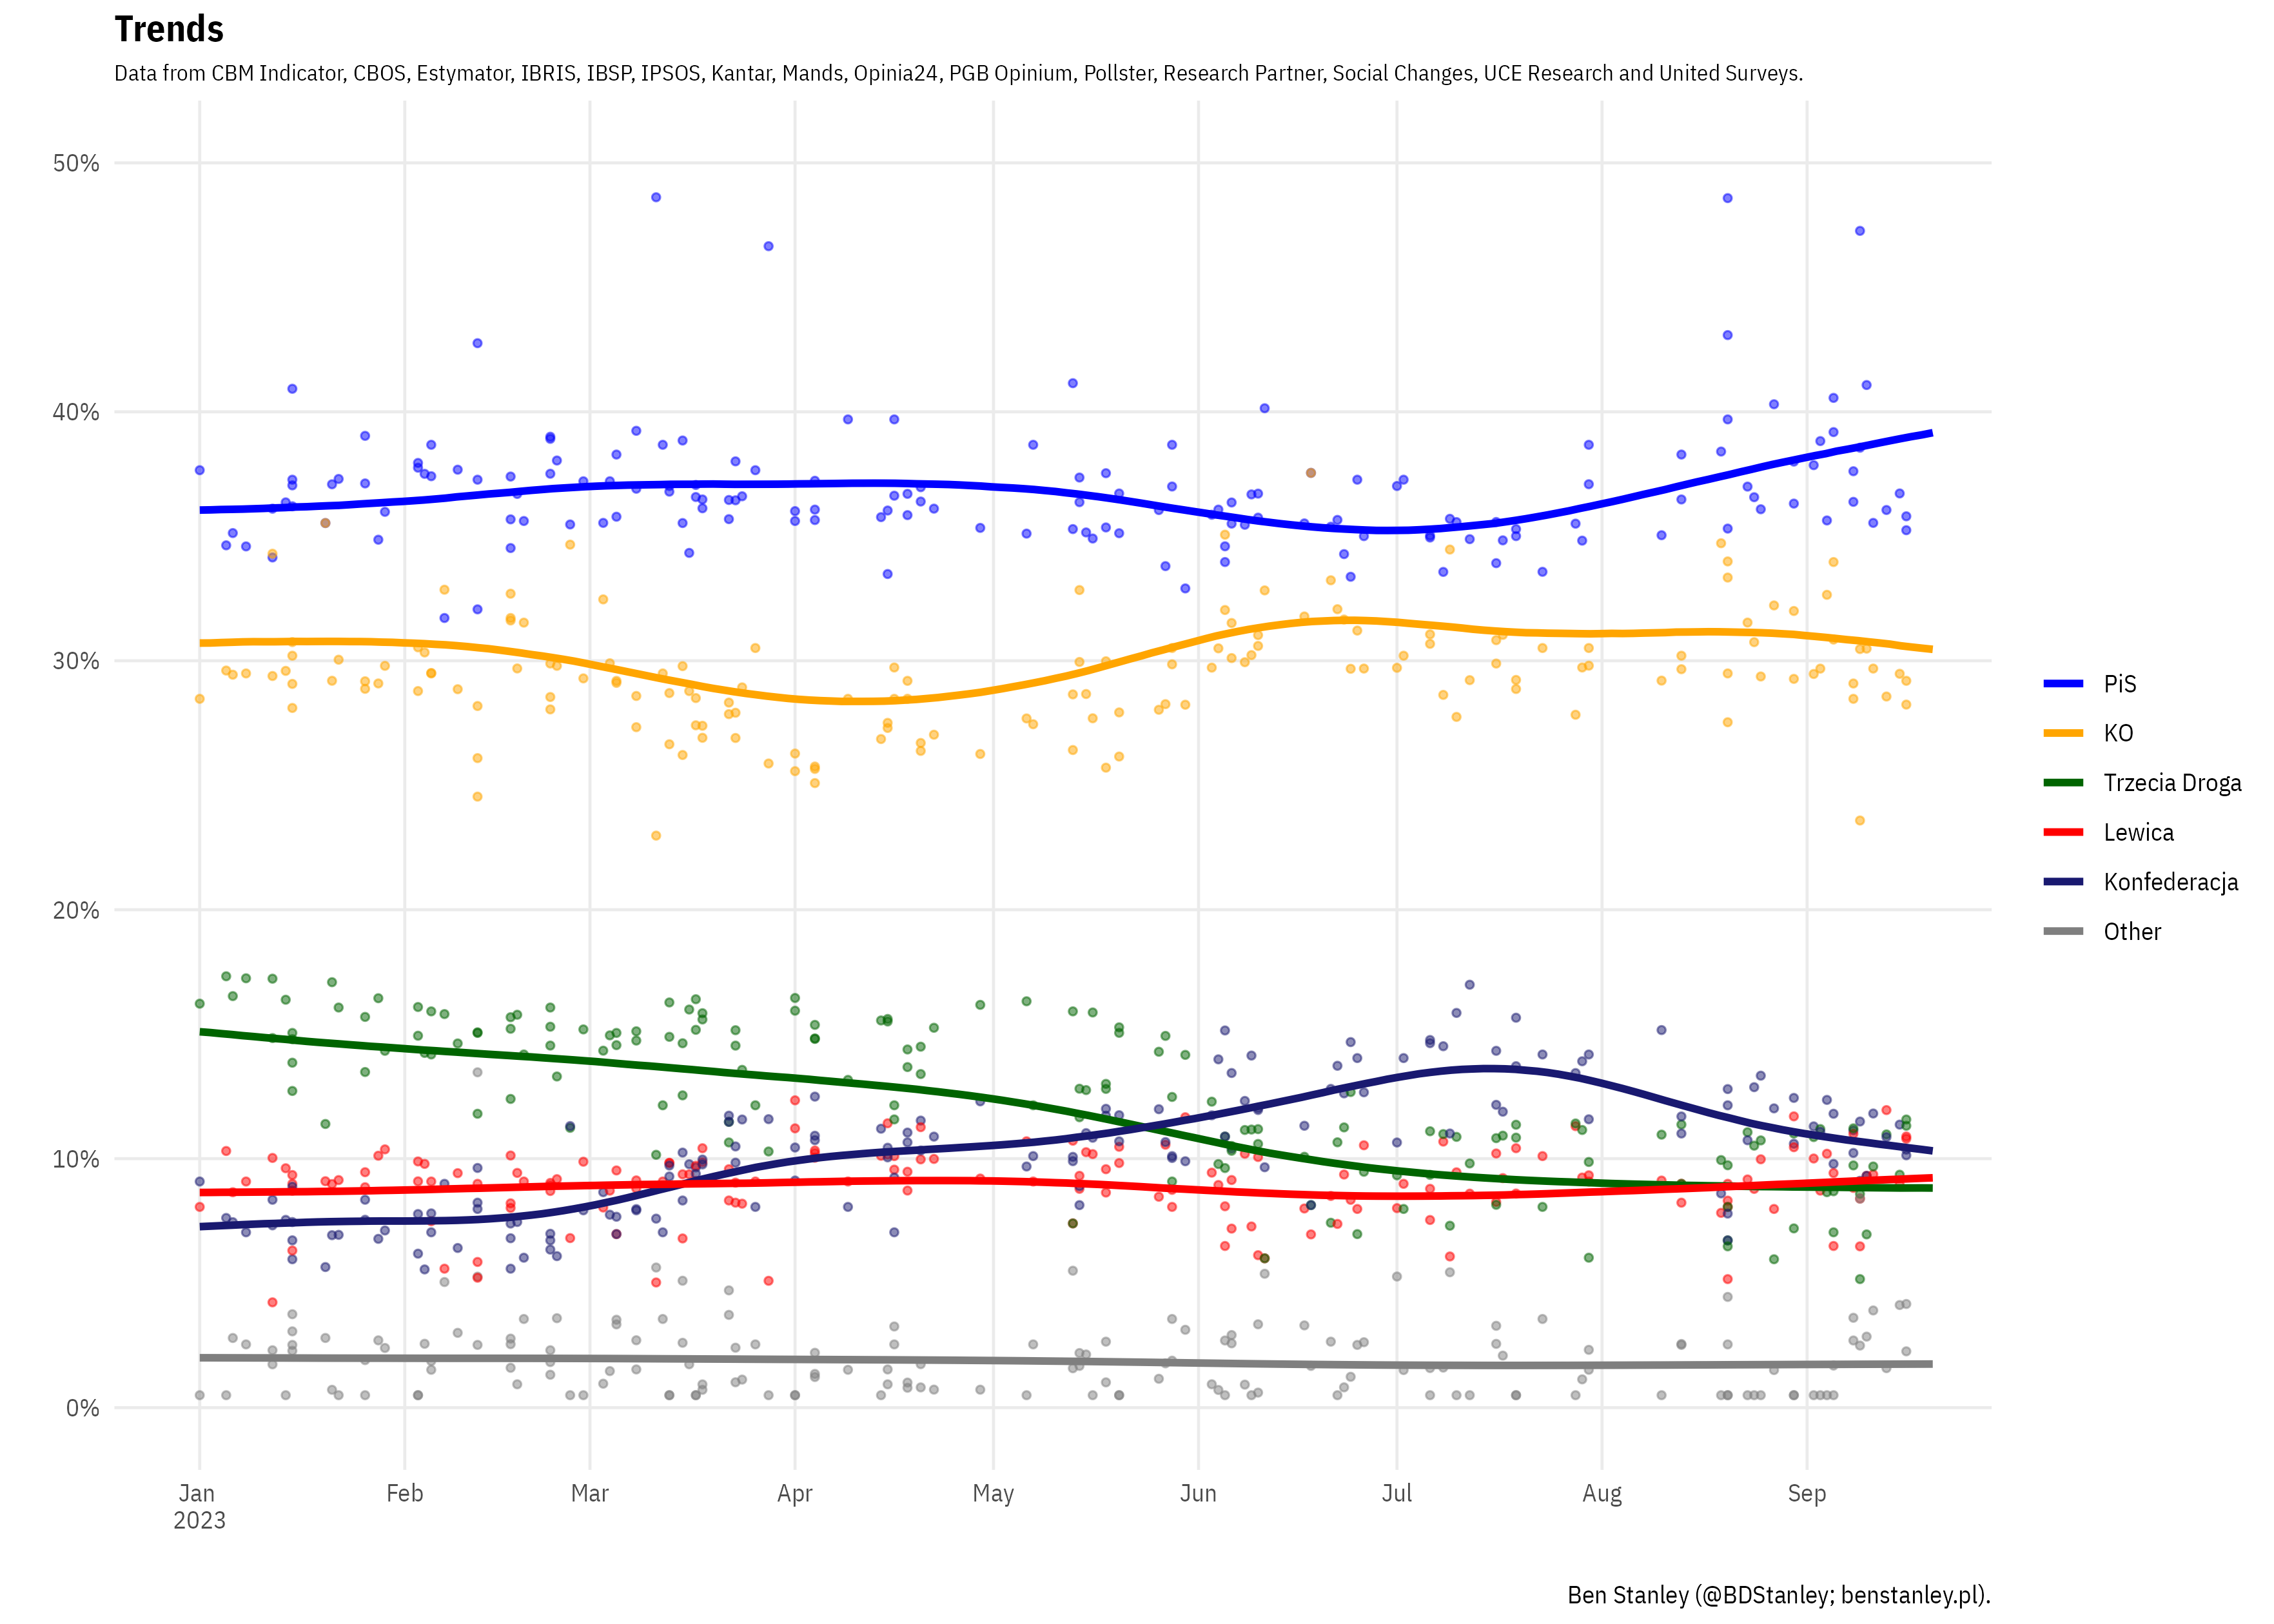 Trends
Data from CBM Indicator, CBOS, Estymator, IBRIS, IBSP, IPSOS, Kantar, Mands, Opinia24, PGB Opinium, Pollster, Research Partner, Social Changes, UCE Research and United Surveys.
50%
40%
30%
20%
10%
0%
PiS
KO
Trzecia Droga
Lewica
Konfederacja
Other
Jan Feb Mar Apr May Jun Jul Aug Sep
2023
Ben Stanley (@BDStanley; benstanley.pl).